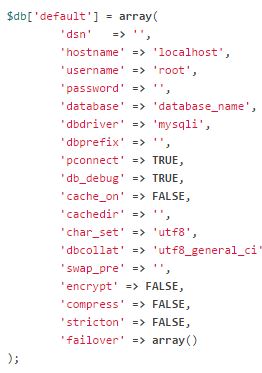 $db['default'] = array(
'dsn' => '',
'hostname' => 'localhost',
'username' => 'root',
'password' => '',
'database' => 'database_name',
'dbdriver' => 'mysqli',
'dbprefix' => '',
'pconnect' => TRUE,
'db_debug' => TRUE,
'cache_on' => FALSE,
'cachedir' => '',
'char_set' => 'utf8',
'dbcollat' => 'utf8_general_ci'
'swap_pre' => '',
'encrypt' => FALSE,
'compress' => FALSE,
'stricton' => FALSE,
'failover' => array()
);